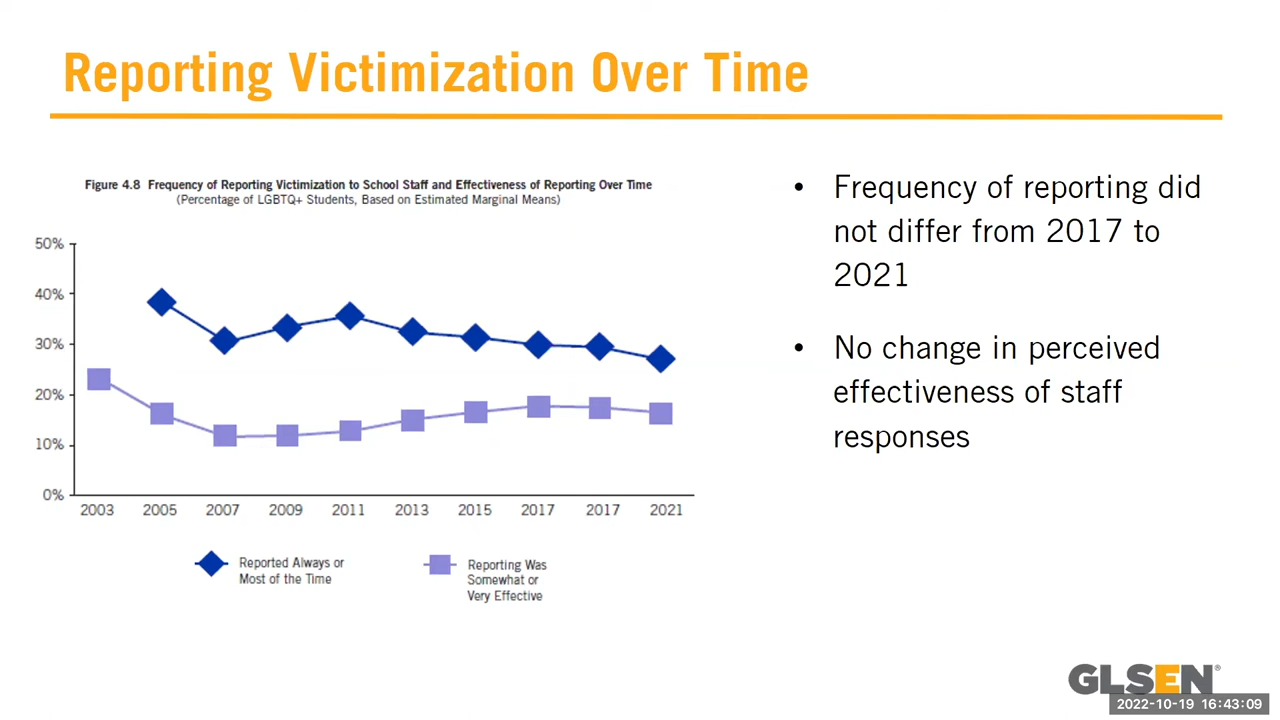 Reporting Victimization Over Time
Figure 4.8 Frequency of Reporting Victimization to School Staff and Effectiveness of Reporting Over Time
(Percentage of LGBTQ+ Students, Based on Estimated Marginal Means)
50%
40%
30%
20%
10%
0%
2003 2005 2007 2009 2011 2013 2015 2017 2017 2021
Reported Always or
Most of the Time
Reporting Was
Somewhat or
Very Effective
• Frequency of reporting did
not differ from 2017 to
2021
• No change in perceived
effectiveness of staff
responses
GLSEN®
2022-10-19 16:43:09